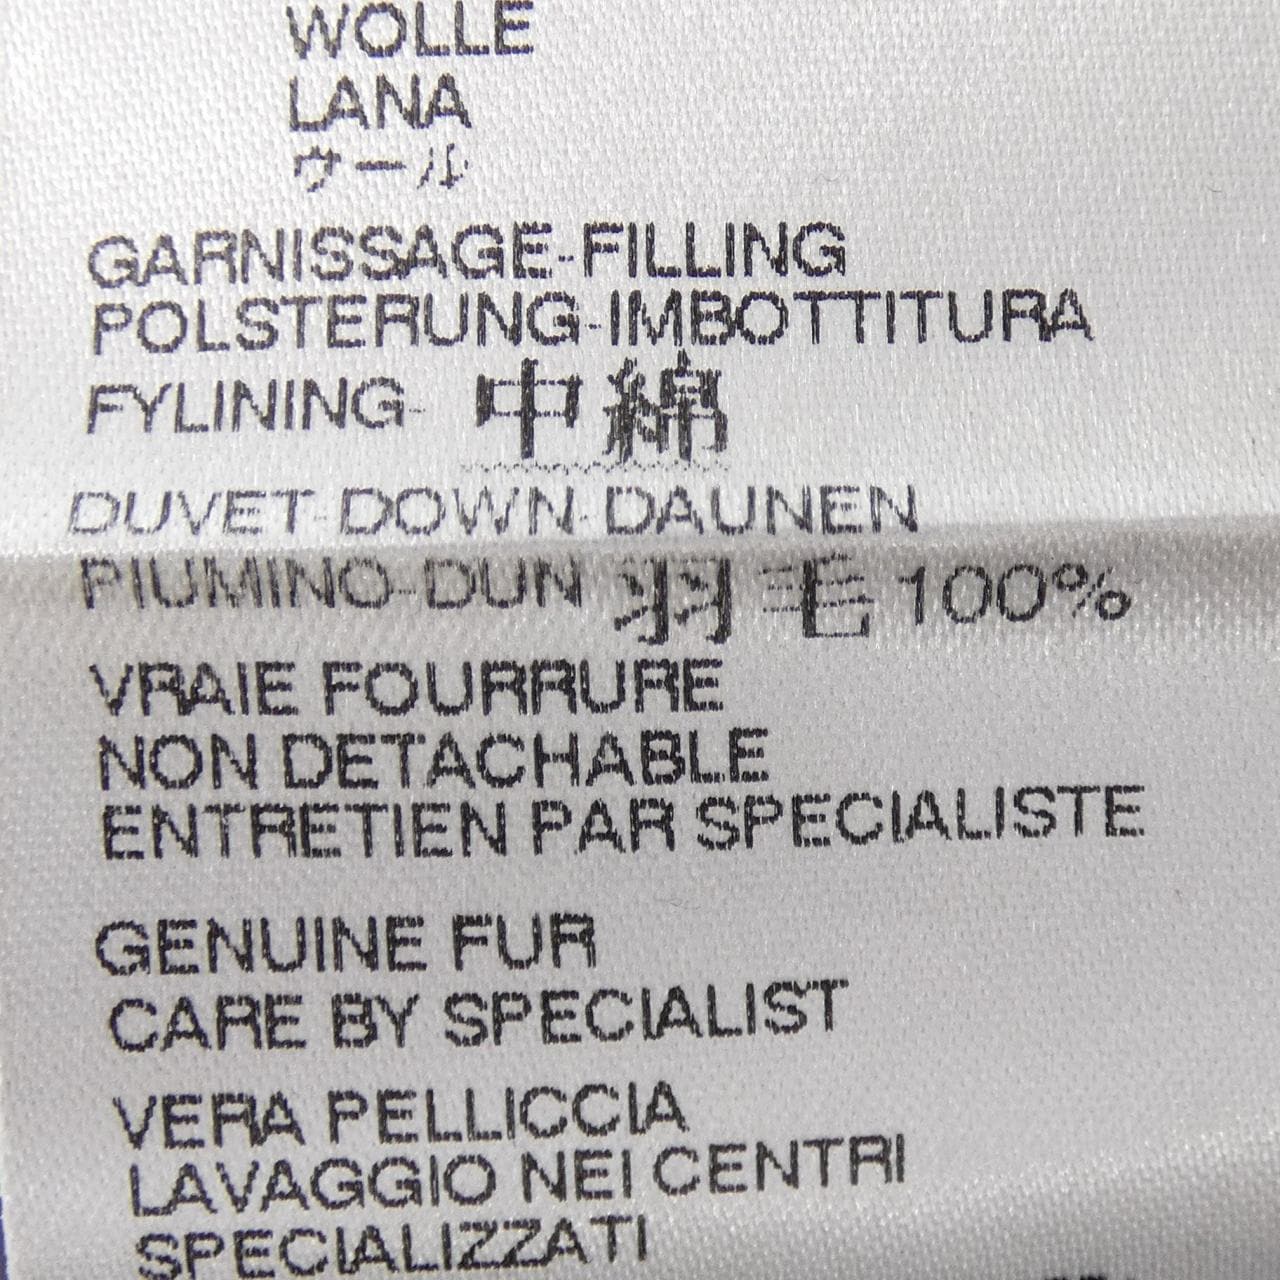 WOLLE
LANA
ウール
GARNISSAGE-FILLING
POLSTERUNG-IMBOTTITURA
FYLINING- 中綿
DUVET-DOWN-DAUNEN
PIUMINO-DUN 羽毛 100%
VRAIE FOURRURE
NON DETACHABLE
ENTRETIEN PAR SPECIALISTE
GENUINE FUR
CARE BY SPECIALIST
VERA PELLICCIA
LAVAGGIO NEI CENTRI
SPECIALIZZATI